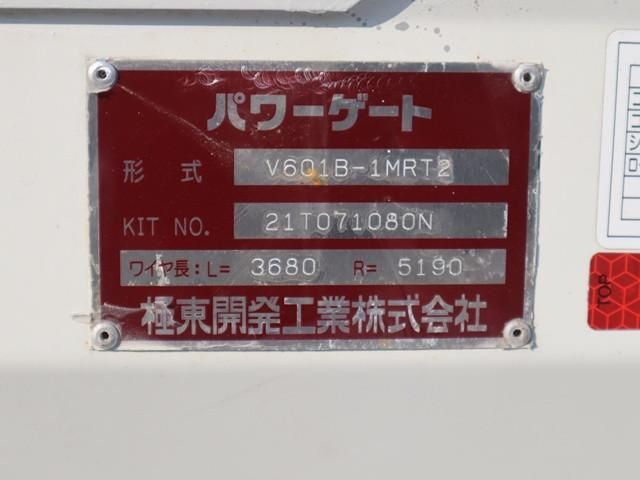 パワーゲート
形 式 V601B-1MRT2
KIT NO. 21T071080N
ワイヤ長:L= 3680 R= 5190
極東開発工業株式会社
TOP